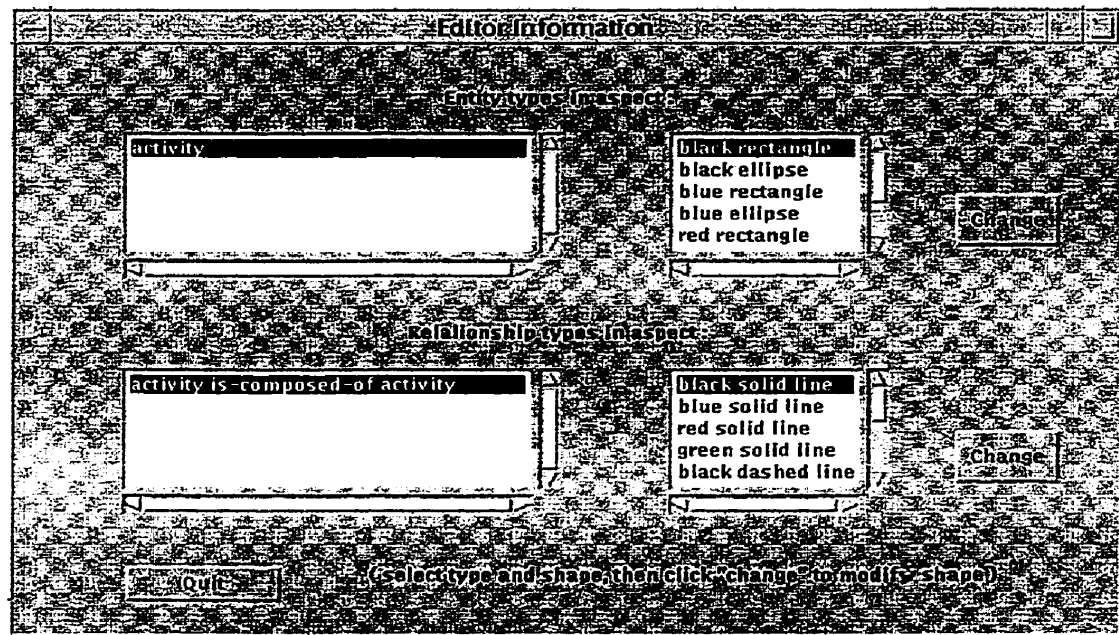 Editor Information
Entity types in aspect:
activity
black rectangle
black ellipse
blue rectangle
blue ellipse
red rectangle
Change
Relationship types in aspect:
activity is-composed-of activity
black solid line
blue solid line
red solid line
green solid line
black dashed line
Change
Quit
(select type and shape, then click "change" to modify shape)